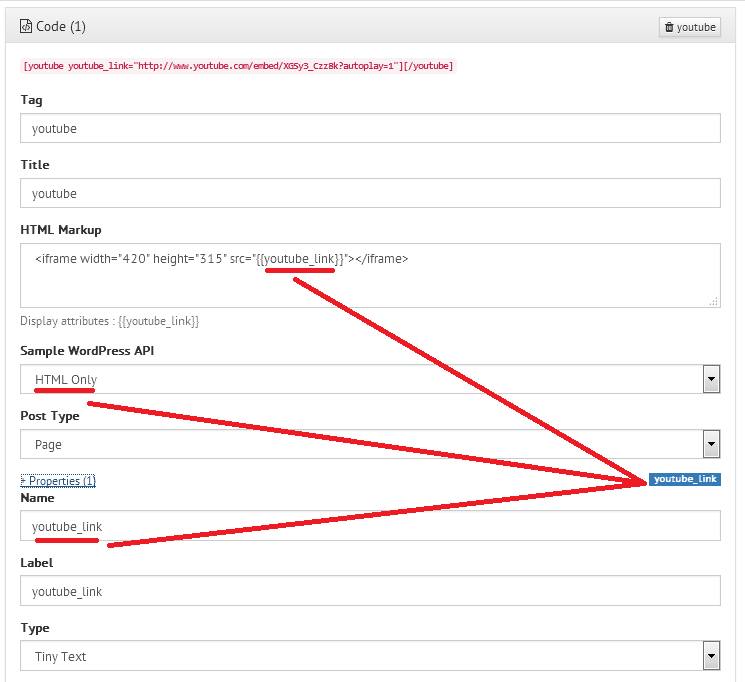 Code (1)
youtube
[youtube youtube_link="http://www.youtube.com/embed/XGSy3_Czz8k?autoplay=1"][/youtube]
Tag
youtube
Title
youtube
HTML Markup
<iframe width="420" height="315" src="{{youtube_link}}"></iframe>
Display attributes : {{youtube_link}}
Sample WordPress API
HTML Only
Post Type
Page
+ Properties (1)
youtube_link
Name
youtube_link
Label
youtube_link
Type
Tiny Text